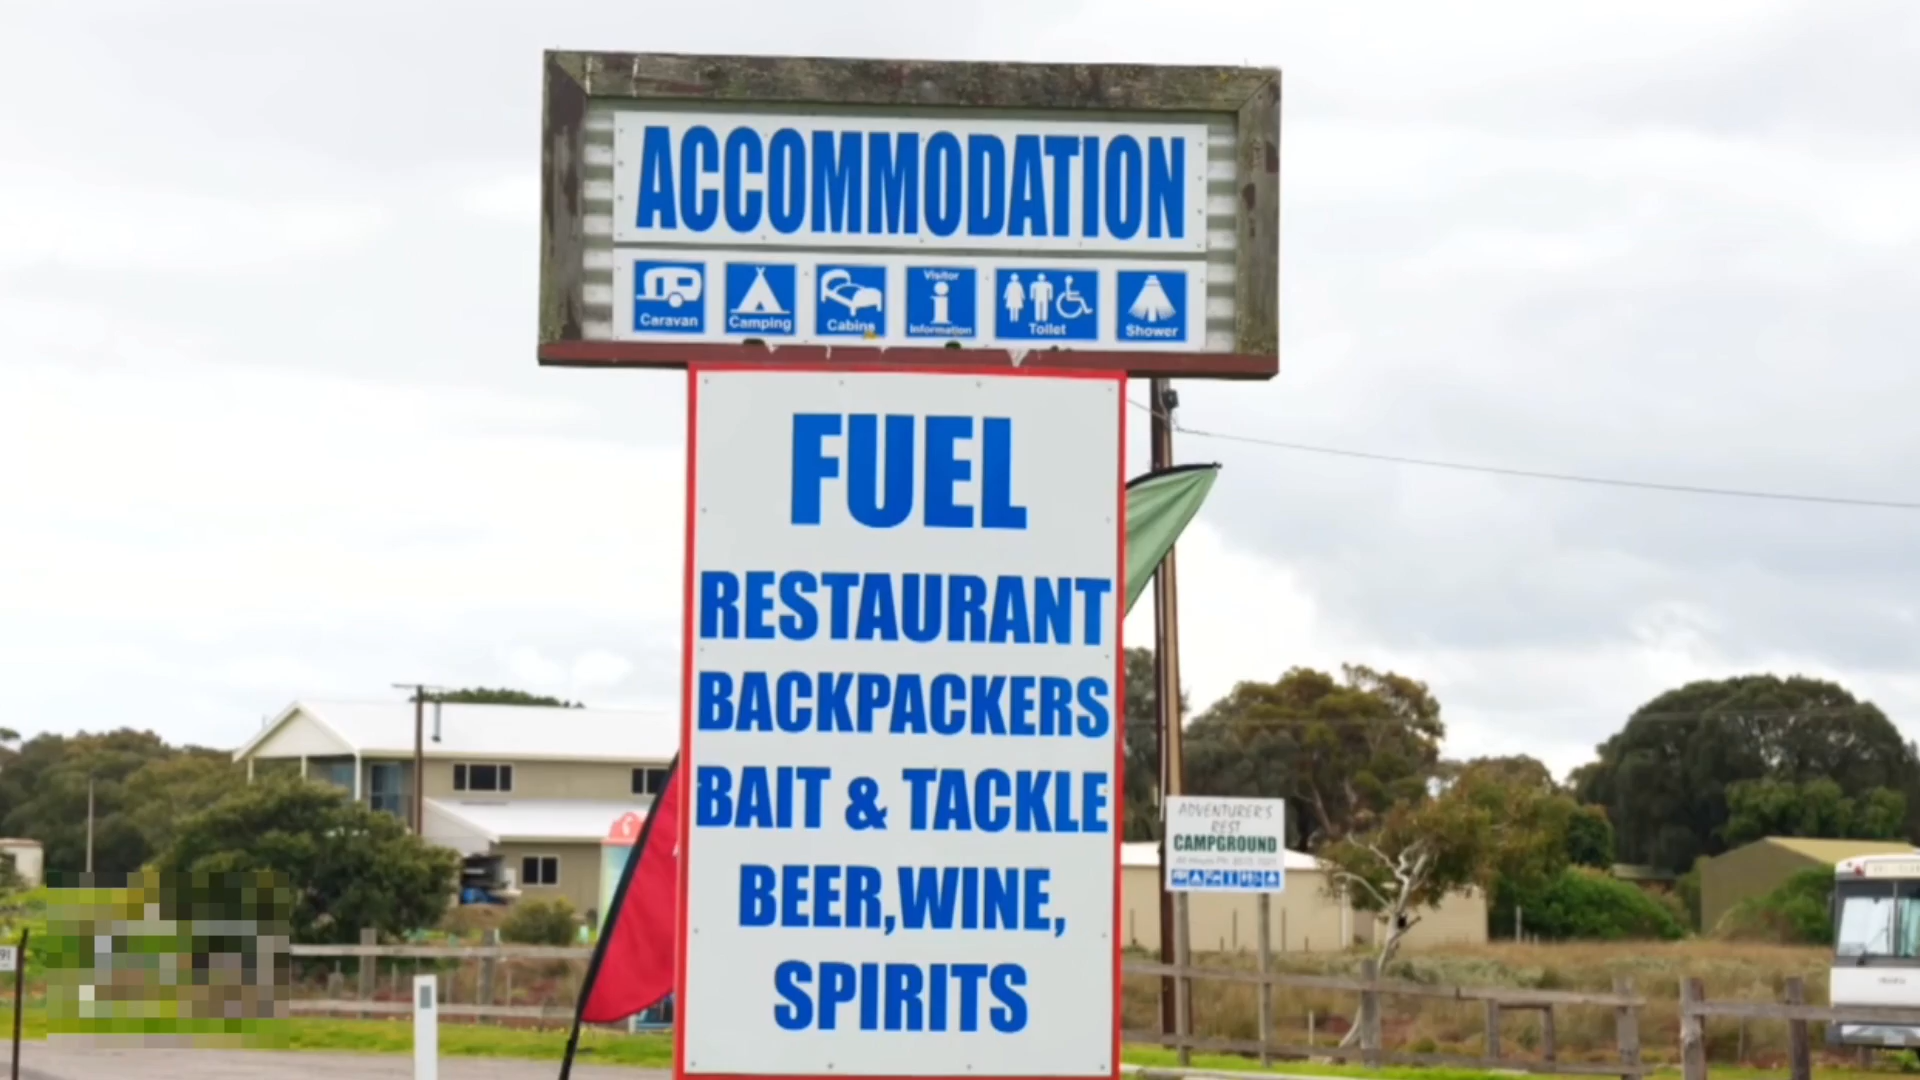 ACCOMMODATION
Caravan
Camping
Cabins
Visitor
Information
Toilet
Shower
FUEL
RESTAURANT
BACKPACKERS
BAIT & TACKLE
BEER,WINE,
SPIRITS
ADVENTURER'S
REST
CAMPGROUND